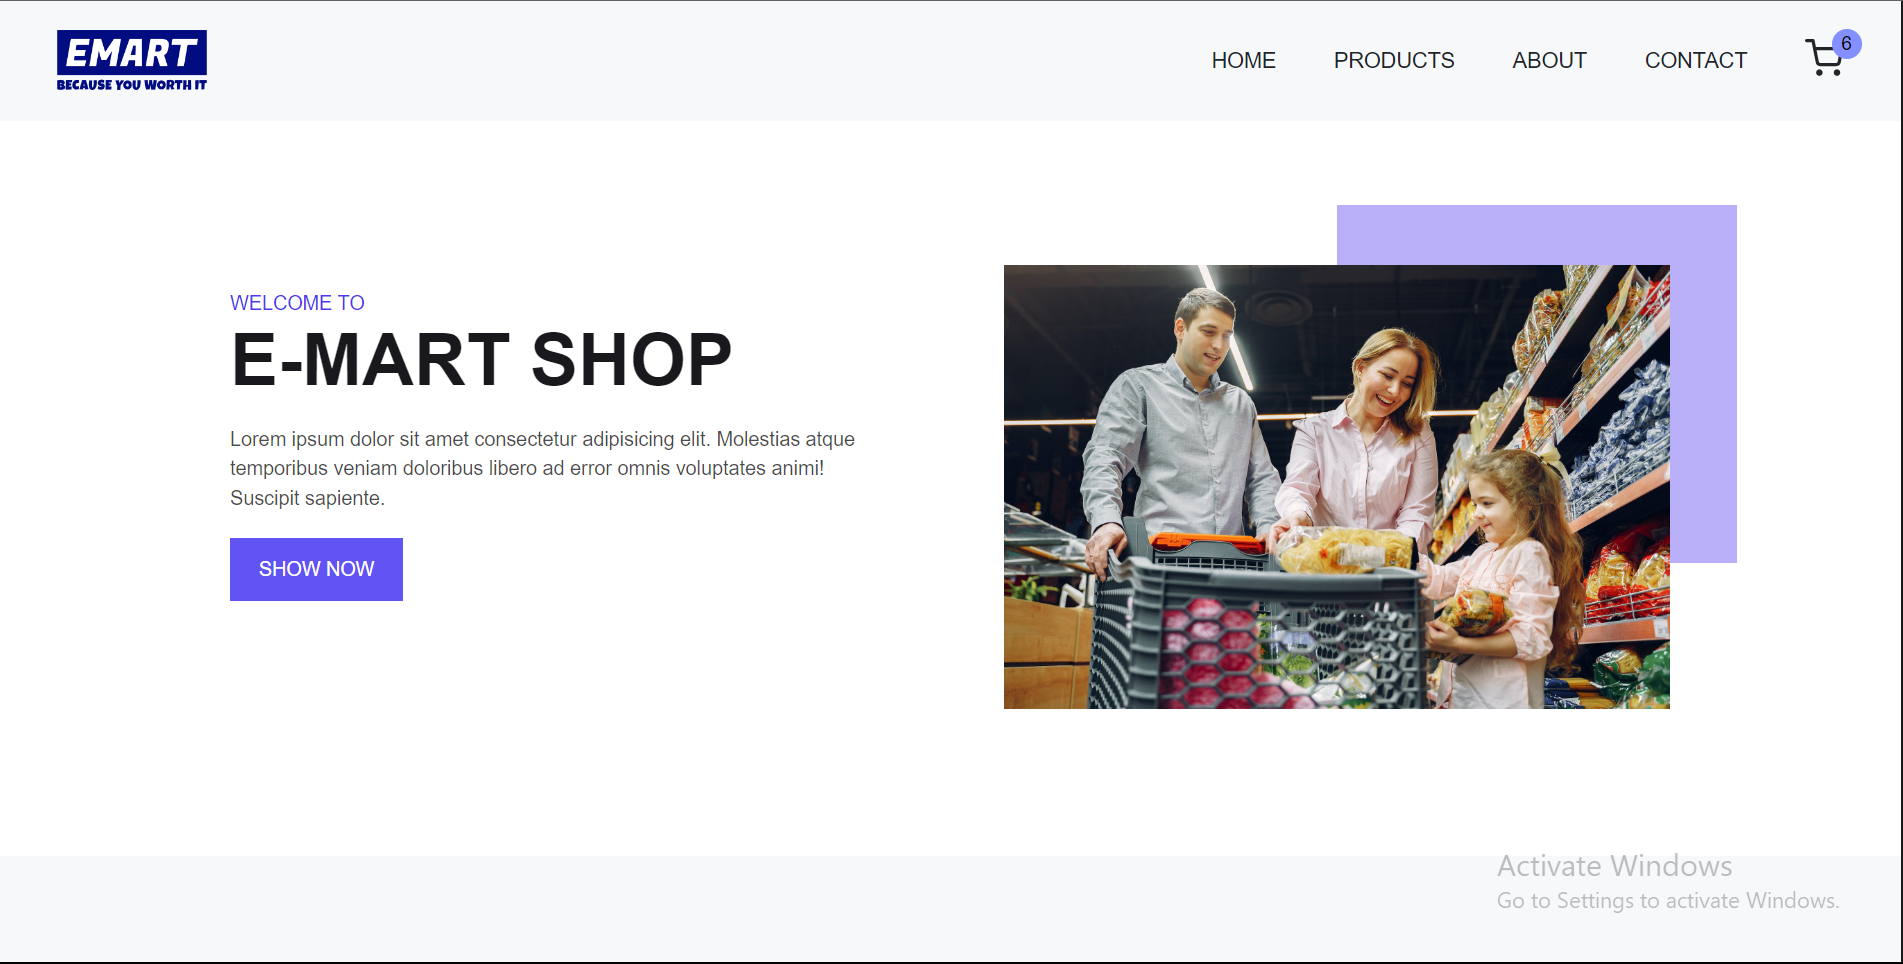 EMART
BECAUSE YOU WORTH IT
HOME PRODUCTS ABOUT CONTACT 6
WELCOME TO
E-MART SHOP
Lorem ipsum dolor sit amet consectetur adipisicing elit. Molestias atque
temporibus veniam doloribus libero ad error omnis voluptates animi!
Suscipit sapiente.
SHOW NOW
Activate Windows
Go to Settings to activate Windows.